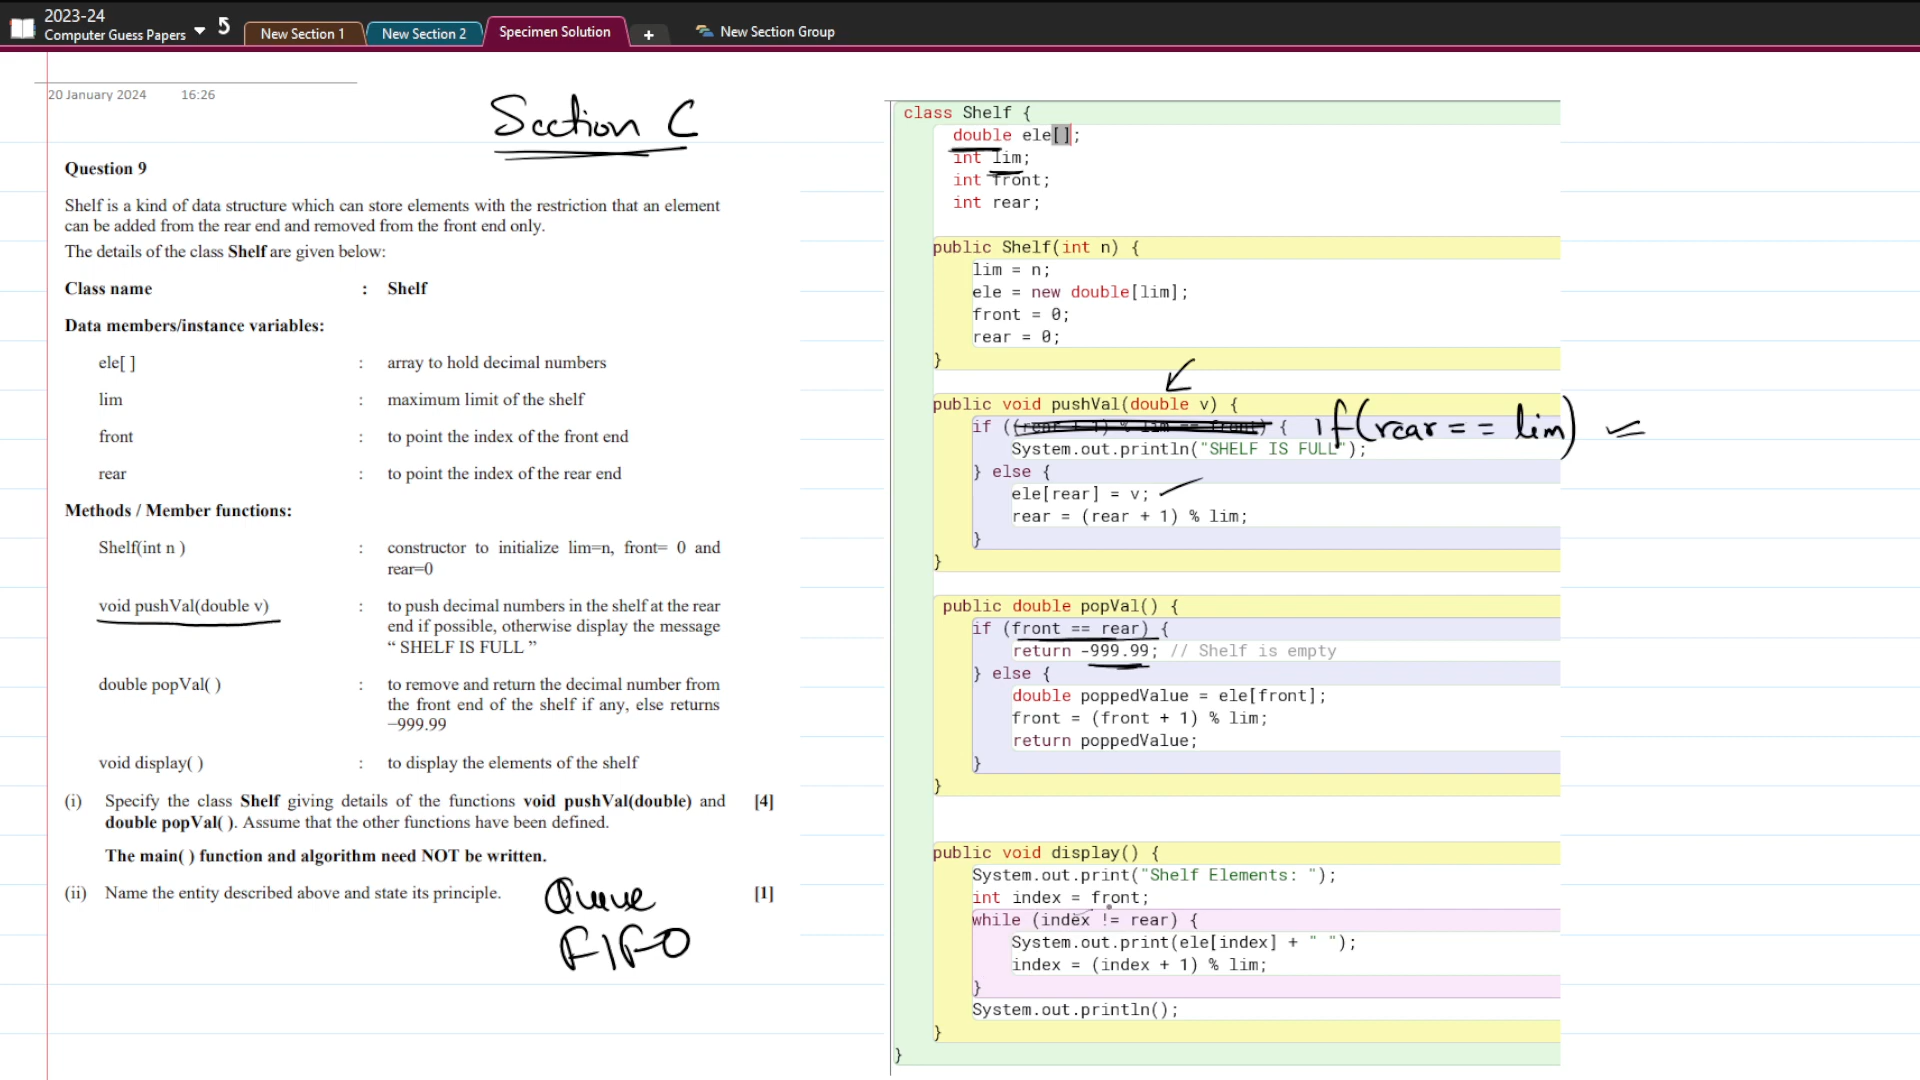 2023-24
Computer Guess Papers
New Section 1
New Section 2
Specimen Solution
+
New Section Group
20 January 2024 16:26
Section C
Question 9
Shelf is a kind of data structure which can store elements with the restriction that an element
can be added from the rear end and removed from the front end only.
The details of the class Shelf are given below:
Class name : Shelf
Data members/instance variables:
ele[ ] : array to hold decimal numbers
lim : maximum limit of the shelf
front : to point the index of the front end
rear : to point the index of the rear end
Methods / Member functions:
Shelf(int n ) : constructor to initialize lim=n, front= 0 and
rear=0
void pushVal(double v) : to push decimal numbers in the shelf at the rear
end if possible, otherwise display the message
“ SHELF IS FULL ”
double popVal( ) : to remove and return the decimal number from
the front end of the shelf if any, else returns
−999.99
void display( ) : to display the elements of the shelf
(i) Specify the class Shelf giving details of the functions void pushVal(double) and [4]
double popVal( ). Assume that the other functions have been defined.
The main( ) function and algorithm need NOT be written.
(ii) Name the entity described above and state its principle. [1]
Queue
FIFO
class Shelf {
double ele[];
int lim;
int front;
int rear;
public Shelf(int n) {
lim = n;
ele = new double[lim];
front = 0;
rear = 0;
}
public void pushVal(double v) {
if ((rear + 1) % lim == front) { if(rear == lim)
System.out.println("SHELF IS FULL");
} else {
ele[rear] = v;
rear = (rear + 1) % lim;
}
}
public double popVal() {
if (front == rear) {
return -999.99; // Shelf is empty
} else {
double poppedValue = ele[front];
front = (front + 1) % lim;
return poppedValue;
}
}
public void display() {
System.out.print("Shelf Elements: ");
int index = front;
while (index != rear) {
System.out.print(ele[index] + " ");
index = (index + 1) % lim;
}
System.out.println();
}
}